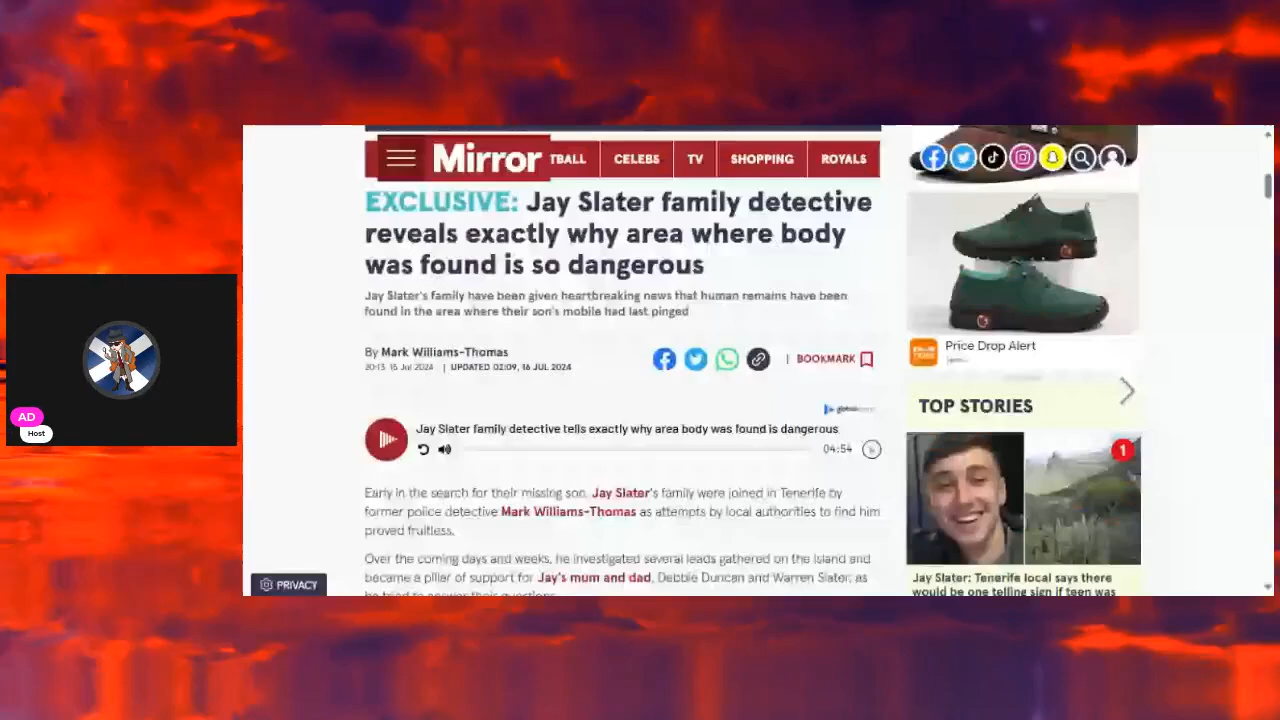 Mirror
TBALL
CELEBS
TV
SHOPPING
ROYALS
EXCLUSIVE: Jay Slater family detective
reveals exactly why area where body
was found is so dangerous
Jay Slater's family have been given heartbreaking news that human remains have been
found in the area where their son's mobile had last pinged
By Mark Williams-Thomas
20:13, 15 Jul 2024 | UPDATED 02:09, 16 JUL 2024
| BOOKMARK
Jay Slater family detective tells exactly why area body was found is dangerous
04:54
Early in the search for their missing son, Jay Slater's family were joined in Tenerife by
former police detective Mark Williams-Thomas as attempts by local authorities to find him
proved fruitless.
Over the coming days and weeks, he investigated several leads gathered on the island and
became a pillar of support for Jay's mum and dad, Debbie Duncan and Warren Slater, as
he tried to answer their questions.
PRIVACY
Price Drop Alert
TOP STORIES
1
Jay Slater: Tenerife local says there
would be one telling sign if teen was
AD
Host